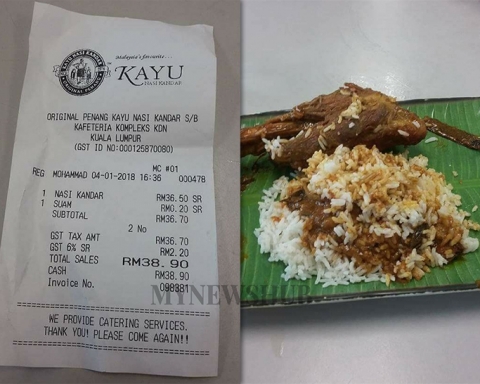 Malaysia's favourite...
KAYU
NASI KANDAR
ORIGINAL PENANG KAYU NASI KANDAR S/B
KAFETERIA KOMPLEKS KDN
KUALA LUMPUR
(GST ID NO:000125870080)
MC #01
REG MOHAMMAD 04-01-2018 16:36 000478
1 NASI KANDAR RM36.50 SR
1 SUAM RM0.20 SR
SUBTOTAL RM36.70
2 No
GST TAX AMT RM36.70
GST 6% SR RM2.20
TOTAL SALES RM38.90
CASH RM38.90
Invoice No. 098381
MYNEWSHUB
WE PROVIDE CATERING SERVICES.
THANK YOU! PLEASE COME AGAIN!!